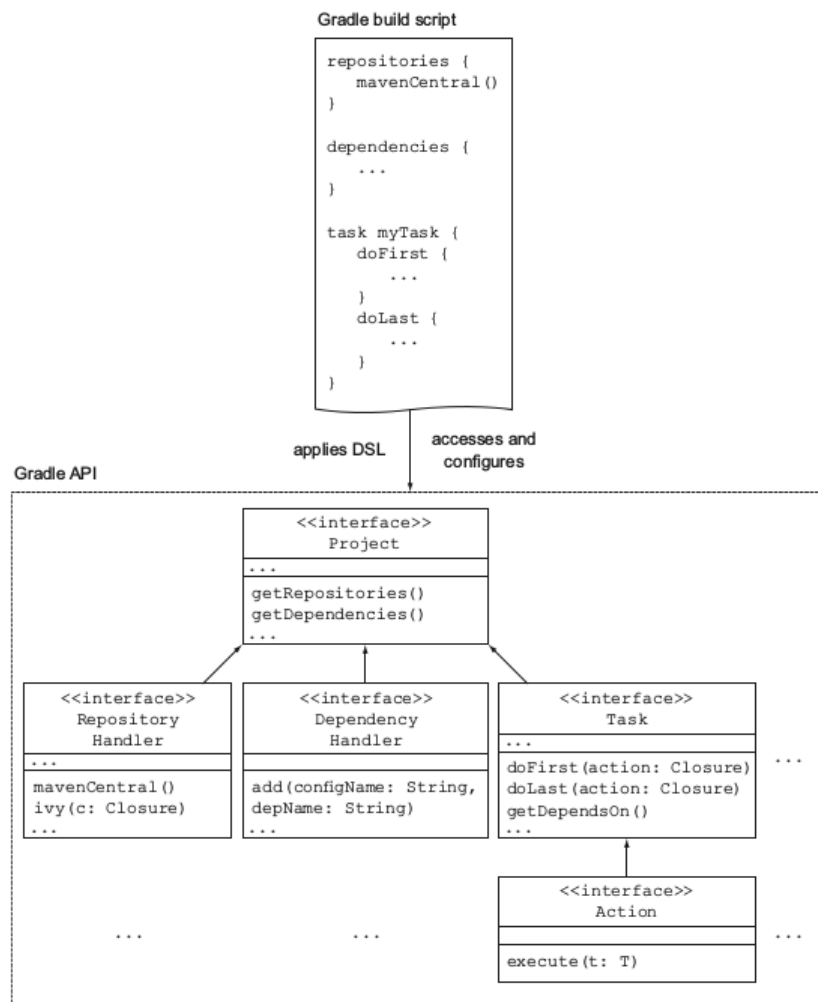 Gradle build script
repositories {
mavenCentral()
}
dependencies {
...
}
task myTask {
doFirst {
...
}
doLast {
...
}
}
applies DSL
accesses and
configures
Gradle API
<<interface>>
Project
...
getRepositories()
getDependencies()
...
<<interface>>
Repository
Handler
...
mavenCentral()
ivy(c: Closure)
...
<<interface>>
Dependency
Handler
add(configName: String,
depName: String)
...
<<interface>>
Task
...
doFirst(action: Closure)
doLast(action: Closure)
getDependsOn()
...
...
...
...
<<interface>>
Action
execute(t: T)
...